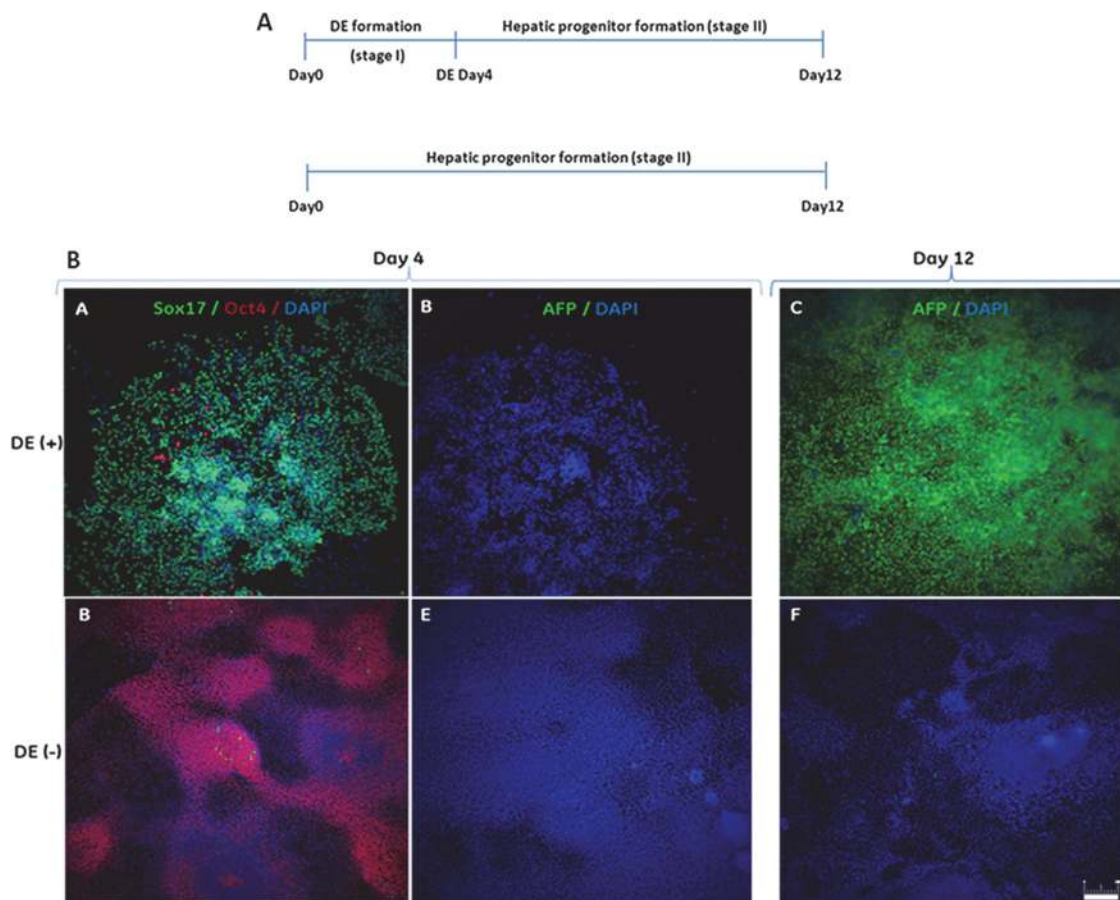 A
DE formation
Hepatic progenitor formation (stage II)
(stage I)
Day0
DE Day4
Day12
Hepatic progenitor formation (stage II)
Day0
Day12
B
Day 4
Day 12
A
Sox17 / Oct4 / DAPI
B
AFP / DAPI
C
AFP / DAPI
DE (+)
B
E
F
DE (-)